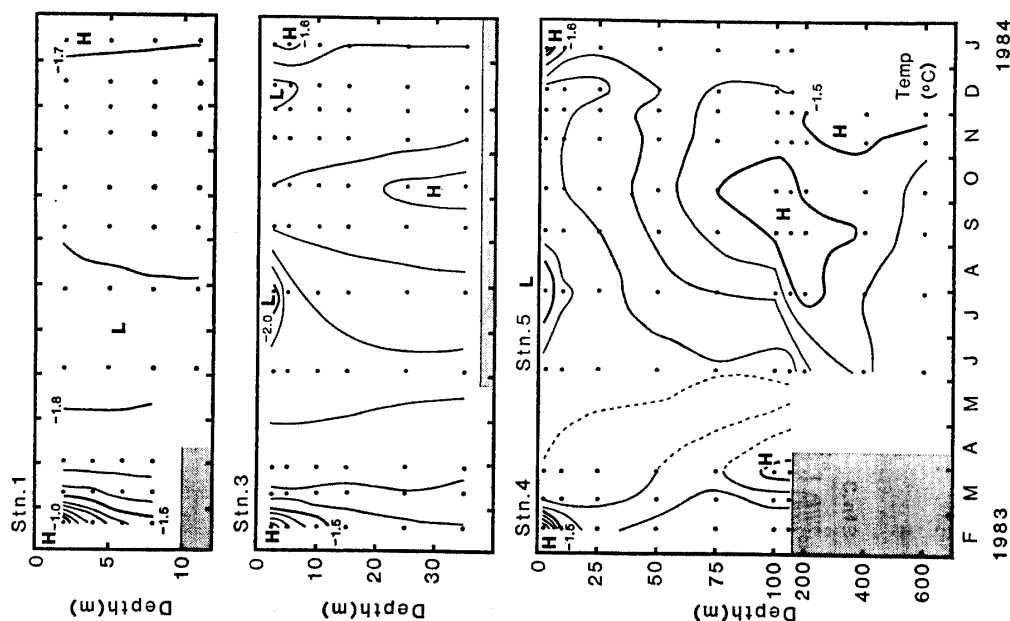 Stn.1
0
5
10
Depth(m)
H
-1.0
-1.5
-1.8
L
-1.7
H
Stn.3
0
10
20
30
Depth(m)
H
-1.5
-2.0
L
H
L
H
-1.6
Stn.4
Stn.5
0
25
50
75
100
200
400
600
Depth(m)
H
-1.5
H
L
H
H
-1.5
H
-1.6
Temp
(°C)
F M A M J J A S O N D J
1983 1984